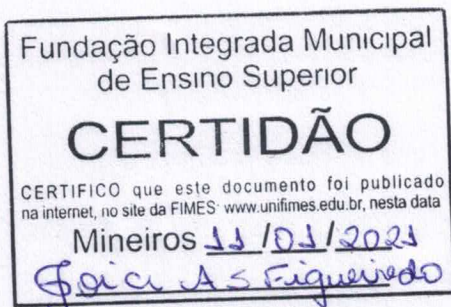 Fundação Integrada Municipal
de Ensino Superior
CERTIDÃO
CERTIFICO que este documento foi publicado
na internet, no site da FIMES: www.unifimes.edu.br, nesta data
Mineiros 11/01/2021
A S Figueiredo